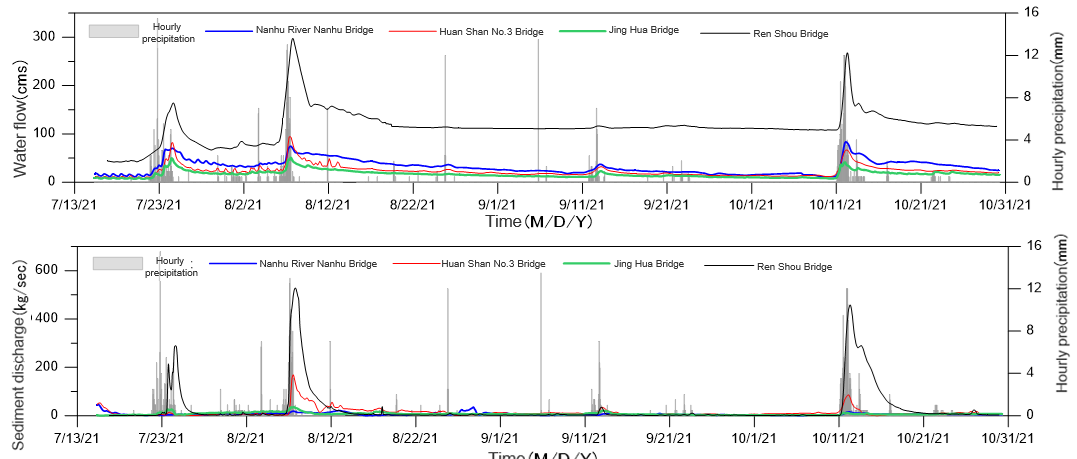 Hourly
precipitation
Nanhu River Nanhu Bridge
Huan Shan No.3 Bridge
Jing Hua Bridge
Ren Shou Bridge
Water flow(cms)
300
200
100
0
16
12
8
4
0
Hourly precipitation(mm)
7/13/21 7/23/21 8/2/21 8/12/21 8/22/21 9/1/21 9/11/21 9/21/21 10/1/21 10/11/21 10/21/21 10/31/21
Time(M/D/Y)
Hourly :
precipitation
Nanhu River Nanhu Bridge
Huan Shan No.3 Bridge
Jing Hua Bridge
Ren Shou Bridge
Sediment discharge(kg/sec)
600
400
200
0
16
12
8
4
0
Hourly precipitation(mm)
7/13/21 7/23/21 8/2/21 8/12/21 8/22/21 9/1/21 9/11/21 9/21/21 10/1/21 10/11/21 10/21/21 10/31/21
Time(M/D/Y)